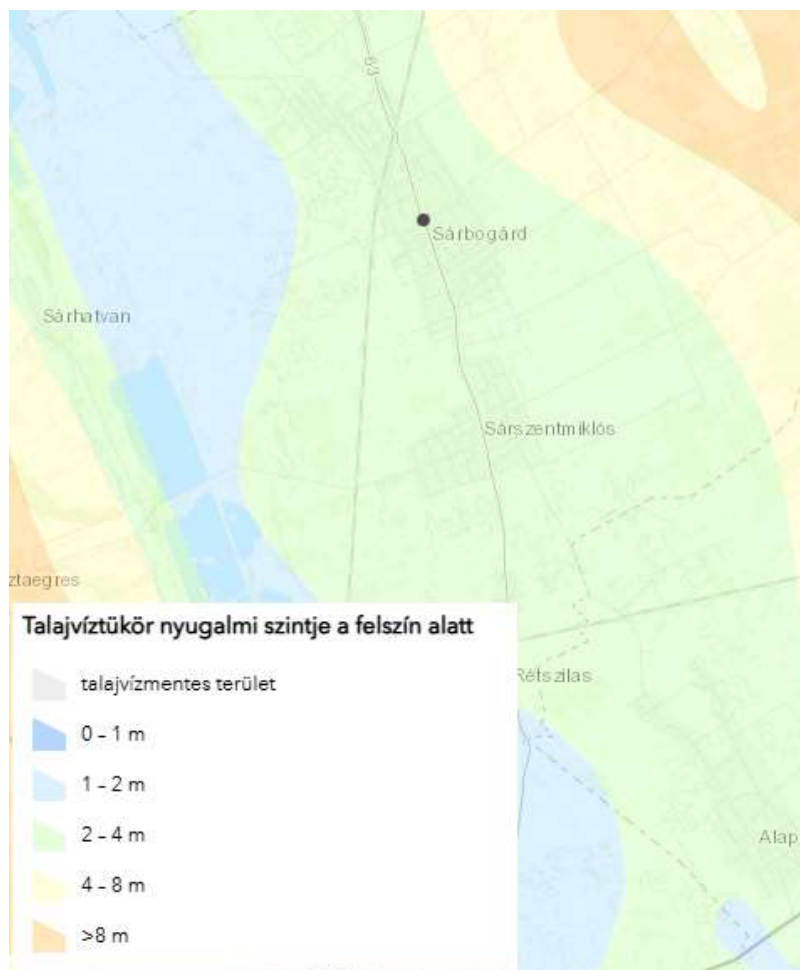 63
Sárbogárd
Sárhatvan
Sárszentmiklós
ztaegres
Talajvíztükör nyugalmi szintje a felszín alatt
talajvízmentes terület
0 - 1 m
1 - 2 m
2 - 4 m
4 - 8 m
>8 m
Rétszilas
Alap